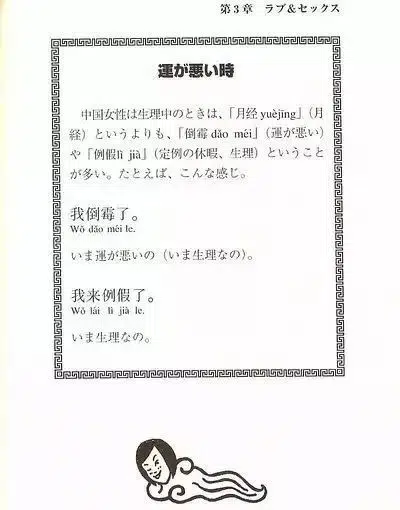 第3章 ラブ&セックス
運が悪い時
中国女性は生理中のときは、「月经 yuèjīng」(月
経)というよりも、「倒霉 dǎo méi」(運が悪い)
や「例假lì jià」(定例の休暇、生理)ということ
が多い。たとえば、こんな感じ。
我倒霉了。
Wǒ dǎo méi le.
いま運が悪いの(いま生理なの)。
我来例假了。
Wǒ lái lì jià le.
いま生理なの。